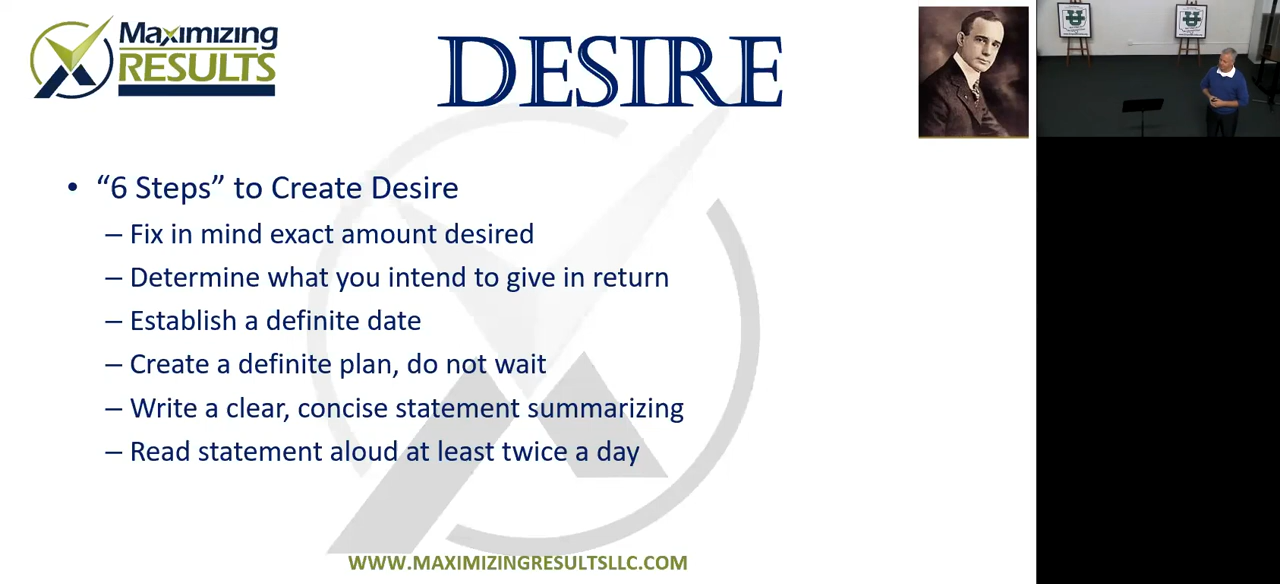 Maximizing
RESULTS
DESIRE
• “6 Steps” to Create Desire
– Fix in mind exact amount desired
– Determine what you intend to give in return
– Establish a definite date
– Create a definite plan, do not wait
– Write a clear, concise statement summarizing
– Read statement aloud at least twice a day
WWW.MAXIMIZINGRESULTSLLC.COM